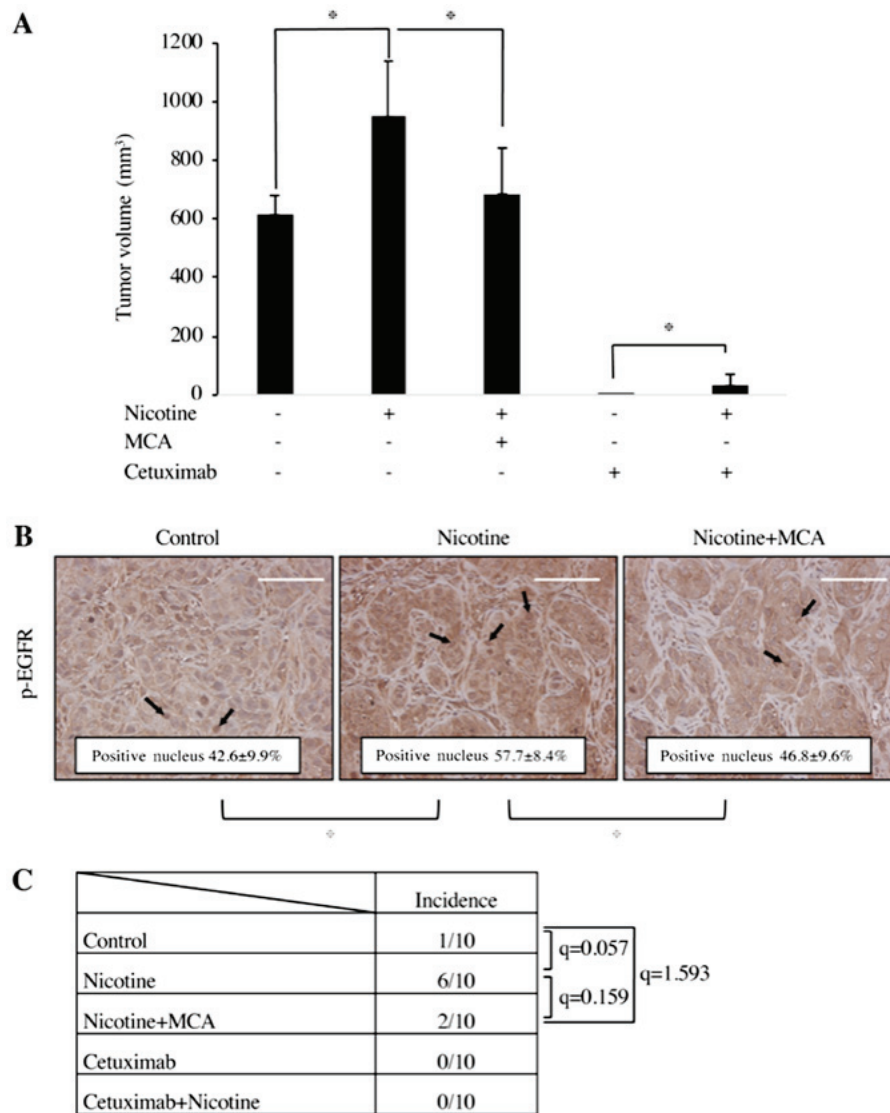 A
1200
1000
800
600
400
200
0
Tumor volume (mm³)
Nicotine - + + - +
MCA - - + - -
Cetuximab - - - + +
B
Control Nicotine Nicotine+MCA
p-EGFR
Positive nucleus 42.6±9.9% Positive nucleus 57.7±8.4% Positive nucleus 46.8±9.6%
C
Incidence
Control 1/10
q=0.057
Nicotine 6/10 q=1.593
q=0.159
Nicotine+MCA 2/10
Cetuximab 0/10
Cetuximab+Nicotine 0/10